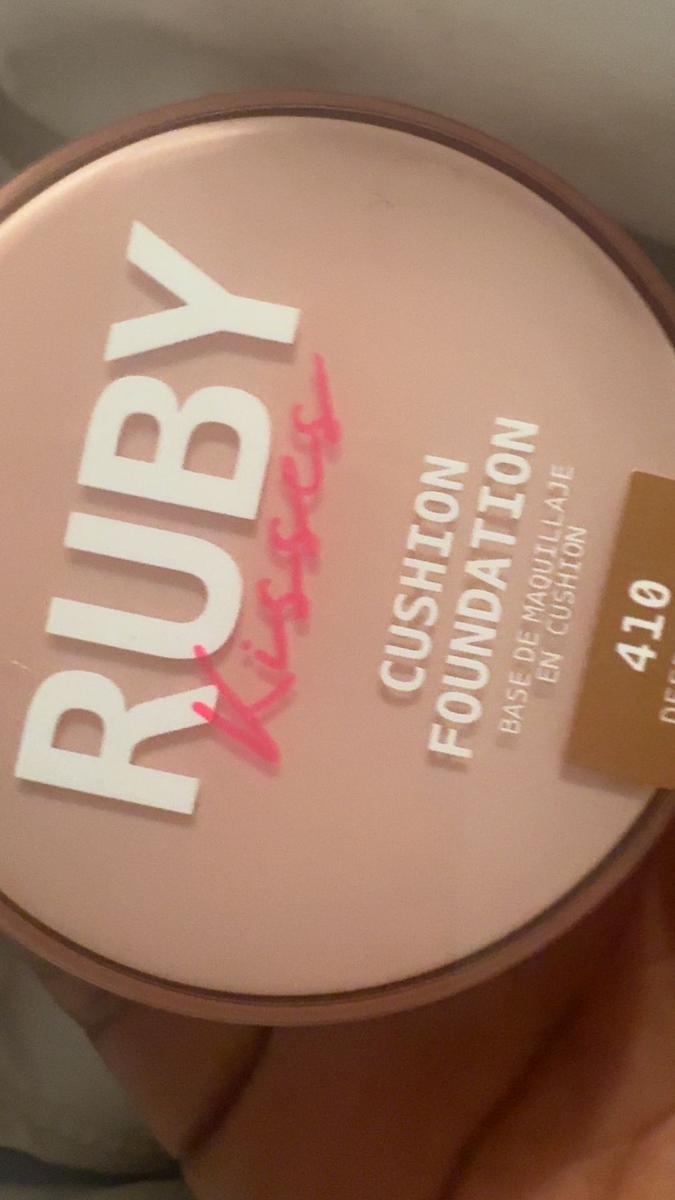 RUBY
Kisses
CUSHION
FOUNDATION
BASE DE MAQUILLAJE
EN CUSHION
410